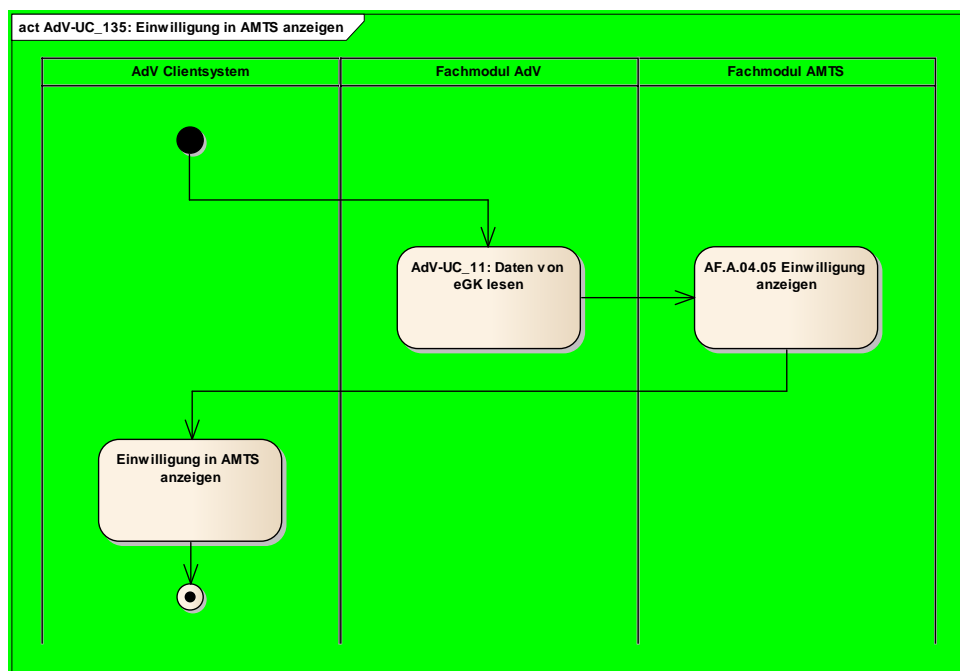 act AdV-UC_135: Einwilligung in AMTS anzeigen
AdV Clientsystem
Fachmodul AdV
Fachmodul AMTS
AdV-UC_11: Daten von
eGK lesen
AF.A.04.05 Einwilligung
anzeigen
Einwilligung in AMTS
anzeigen